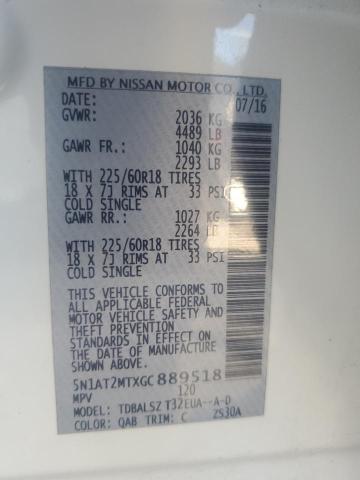 MFD BY NISSAN MOTOR CO., LTD.
DATE: 07/16
GVWR: 2036 KG
4489 LB
GAWR FR.: 1040 KG
2293 LB
WITH 225/60R18 TIRES
18 X 7J RIMS AT 33 PSI
COLD SINGLE
GAWR RR.: 1027 KG
2264 LB
WITH 225/60R18 TIRES
18 X 7J RIMS AT 33 PSI
COLD SINGLE
THIS VEHICLE CONFORMS TO
ALL APPLICABLE FEDERAL
MOTOR VEHICLE SAFETY AND
THEFT PREVENTION
STANDARDS IN EFFECT ON
THE DATE OF MANUFACTURE
SHOWN ABOVE.
5N1AT2MTXGC889518
MPV 120
MODEL: TDBALSZ T32EUA--A-D
COLOR: QAB TRIM: C ZS30A